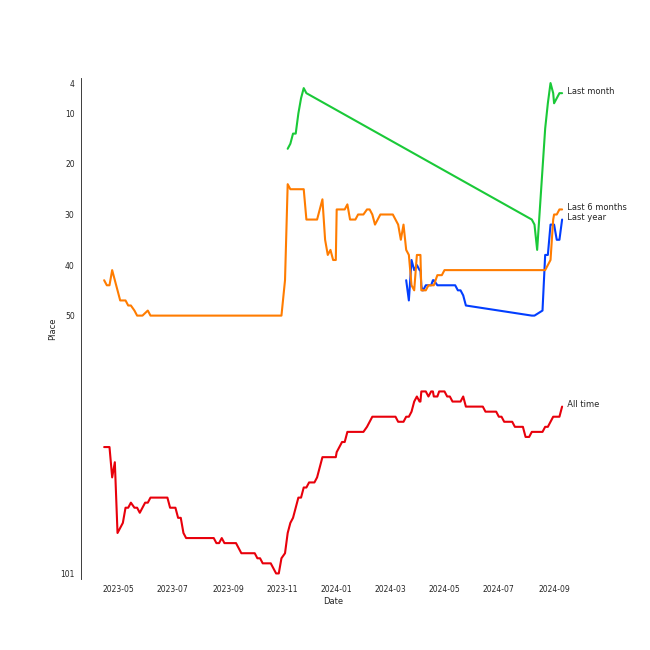 4
10
20
30
40
50
101
Place
2023-05
2023-07
2023-09
2023-11
2024-01
2024-03
2024-05
2024-07
2024-09
Date
Last month
Last 6 months
Last year
All time